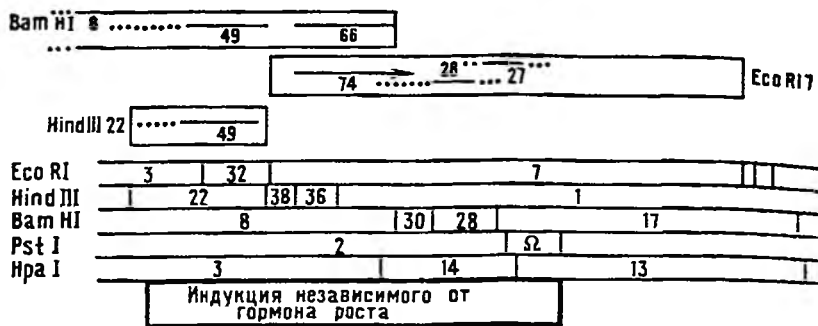 Bam HI 8
49 66
28 27
74
Eco RI 7
Hind III 22
49
Eco RI 3 32 7
Hind III 22 38 36 1
Bam HI 8 30 28 17
Pst I 2 Ω
Hpa I 3 14 13
Индукция независимого от
гормона роста